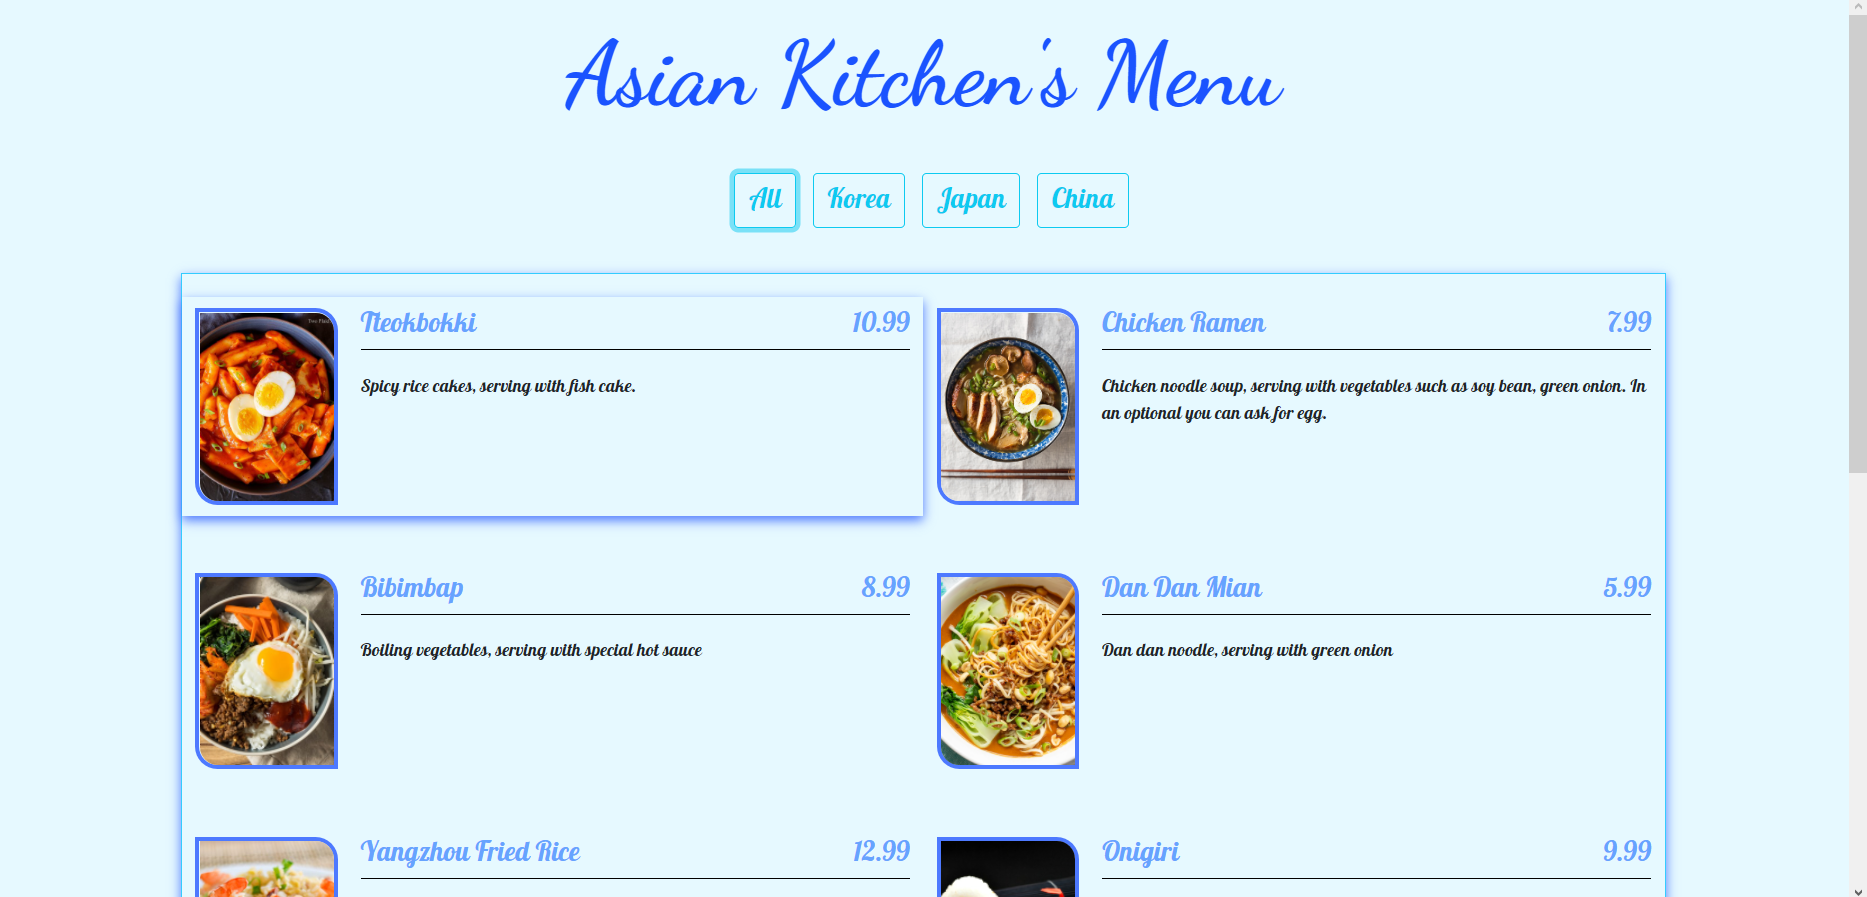 Asian Kitchen's Menu
All Korea Japan China
Tteokbokki 10.99
Spicy rice cakes, serving with fish cake.
Chicken Ramen 7.99
Chicken noodle soup, serving with vegetables such as soy bean, green onion. In
an optional you can ask for egg.
Bibimbap 8.99
Boiling vegetables, serving with special hot sauce
Dan Dan Mian 5.99
Dan dan noodle, serving with green onion
Yangzhou Fried Rice 12.99
Onigiri 9.99